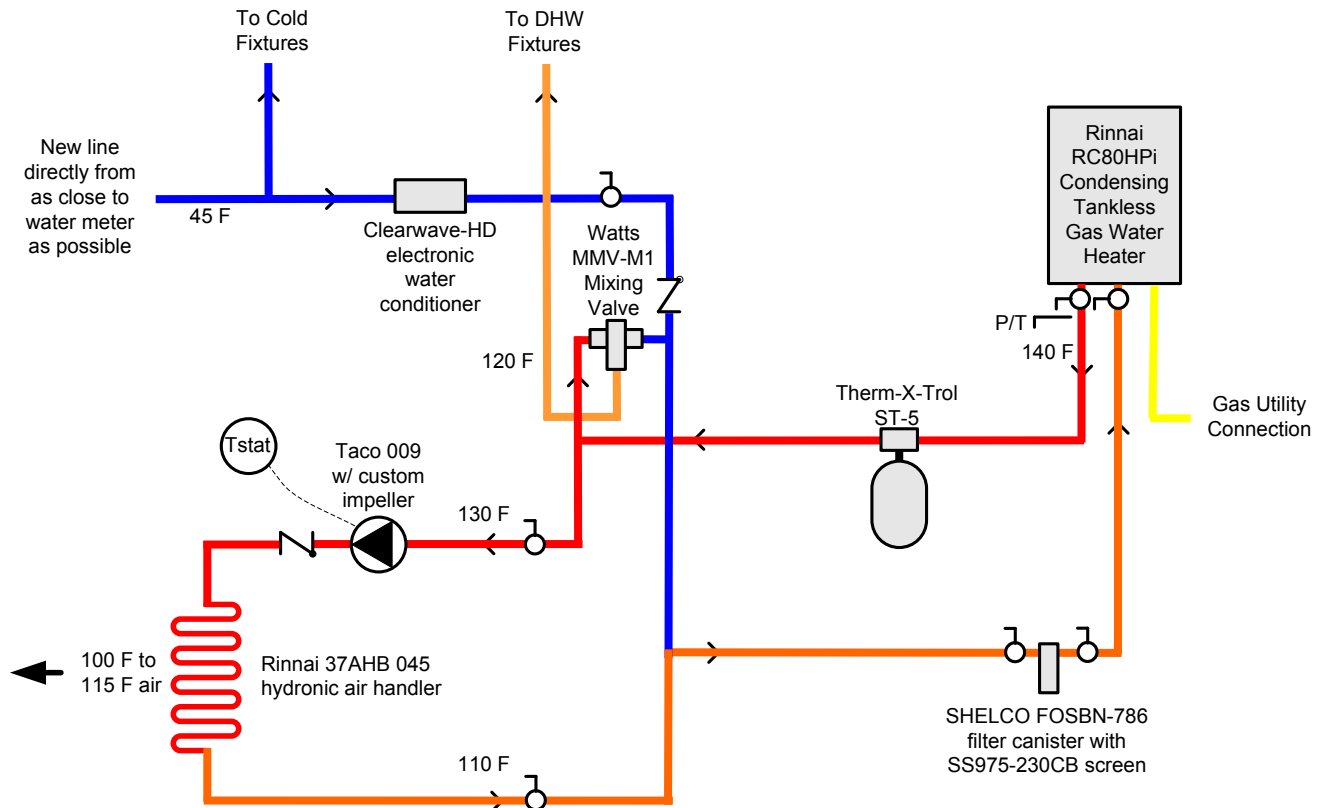 To Cold
Fixtures
To DHW
Fixtures
New line
directly from
as close to
water meter
as possible
45 F
Clearwave-HD
electronic
water
conditioner
Watts
MMV-M1
Mixing
Valve
Rinnai
RC80HPi
Condensing
Tankless
Gas Water
Heater
P/T
140 F
120 F
Therm-X-Trol
ST-5
Gas Utility
Connection
Tstat
Taco 009
w/ custom
impeller
130 F
100 F to
115 F air
Rinnai 37AHB 045
hydronic air handler
110 F
SHELCO FOSBN-786
filter canister with
SS975-230CB screen